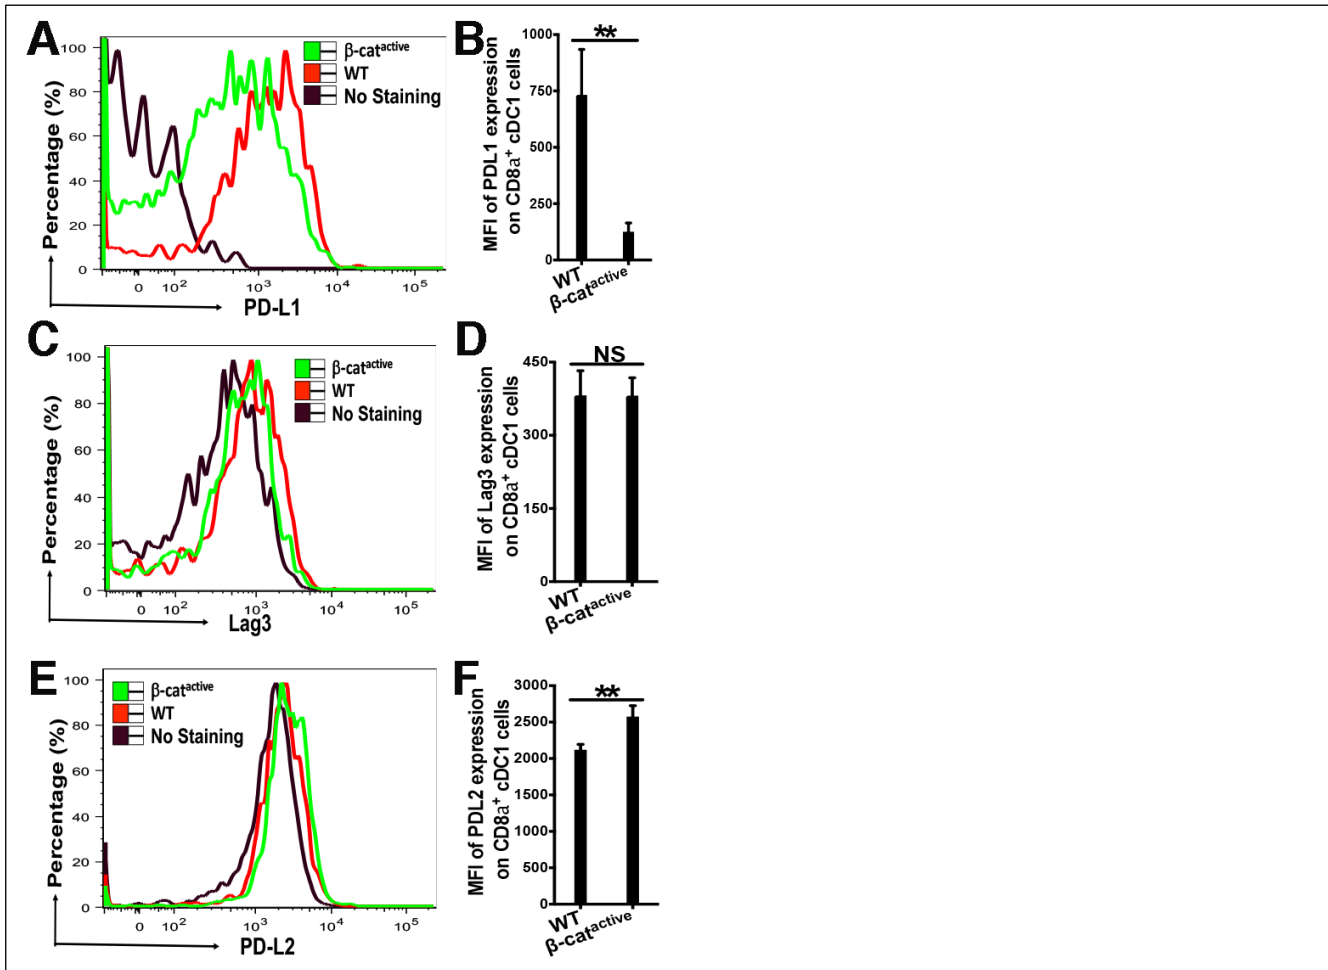 A
100
80
60
40
20
0
Percentage (%)
β-catactive
WT
No Staining
0 10² 10³ 10⁴ 10⁵
PD-L1
B
1000
750
500
250
0
MFI of PDL1 expression
on CD8a⁺ cDC1 cells
**
WT
β-catactive
C
100
80
60
40
20
0
Percentage (%)
β-catactive
WT
No Staining
0 10² 10³ 10⁴ 10⁵
Lag3
D
450
300
150
0
MFI of Lag3 expression
on CD8a⁺ cDC1 cells
NS
WT
β-catactive
E
100
80
60
40
20
0
Percentage (%)
β-catactive
WT
No Staining
0 10² 10³ 10⁴ 10⁵
PD-L2
F
3000
2500
2000
1500
1000
500
0
MFI of PDL2 expression
on CD8a⁺ cDC1 cells
**
WT
β-catactive